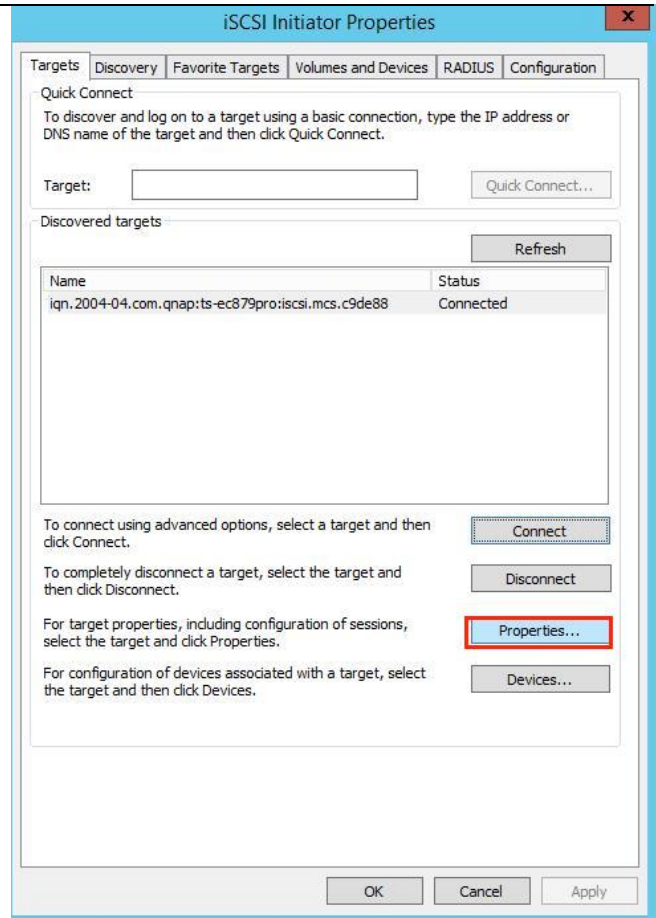 iSCSI Initiator Properties
x
Targets Discovery Favorite Targets Volumes and Devices RADIUS Configuration
Quick Connect
To discover and log on to a target using a basic connection, type the IP address or
DNS name of the target and then click Quick Connect.
Target:
Quick Connect...
Discovered targets
Refresh
Name Status
iqn.2004-04.com.qnap:ts-ec879pro:iscsi.mcs.c9de88 Connected
To connect using advanced options, select a target and then
click Connect.
Connect
To completely disconnect a target, select the target and
then click Disconnect.
Disconnect
For target properties, including configuration of sessions,
select the target and click Properties.
Properties...
For configuration of devices associated with a target, select
the target and then click Devices.
Devices...
OK Cancel Apply